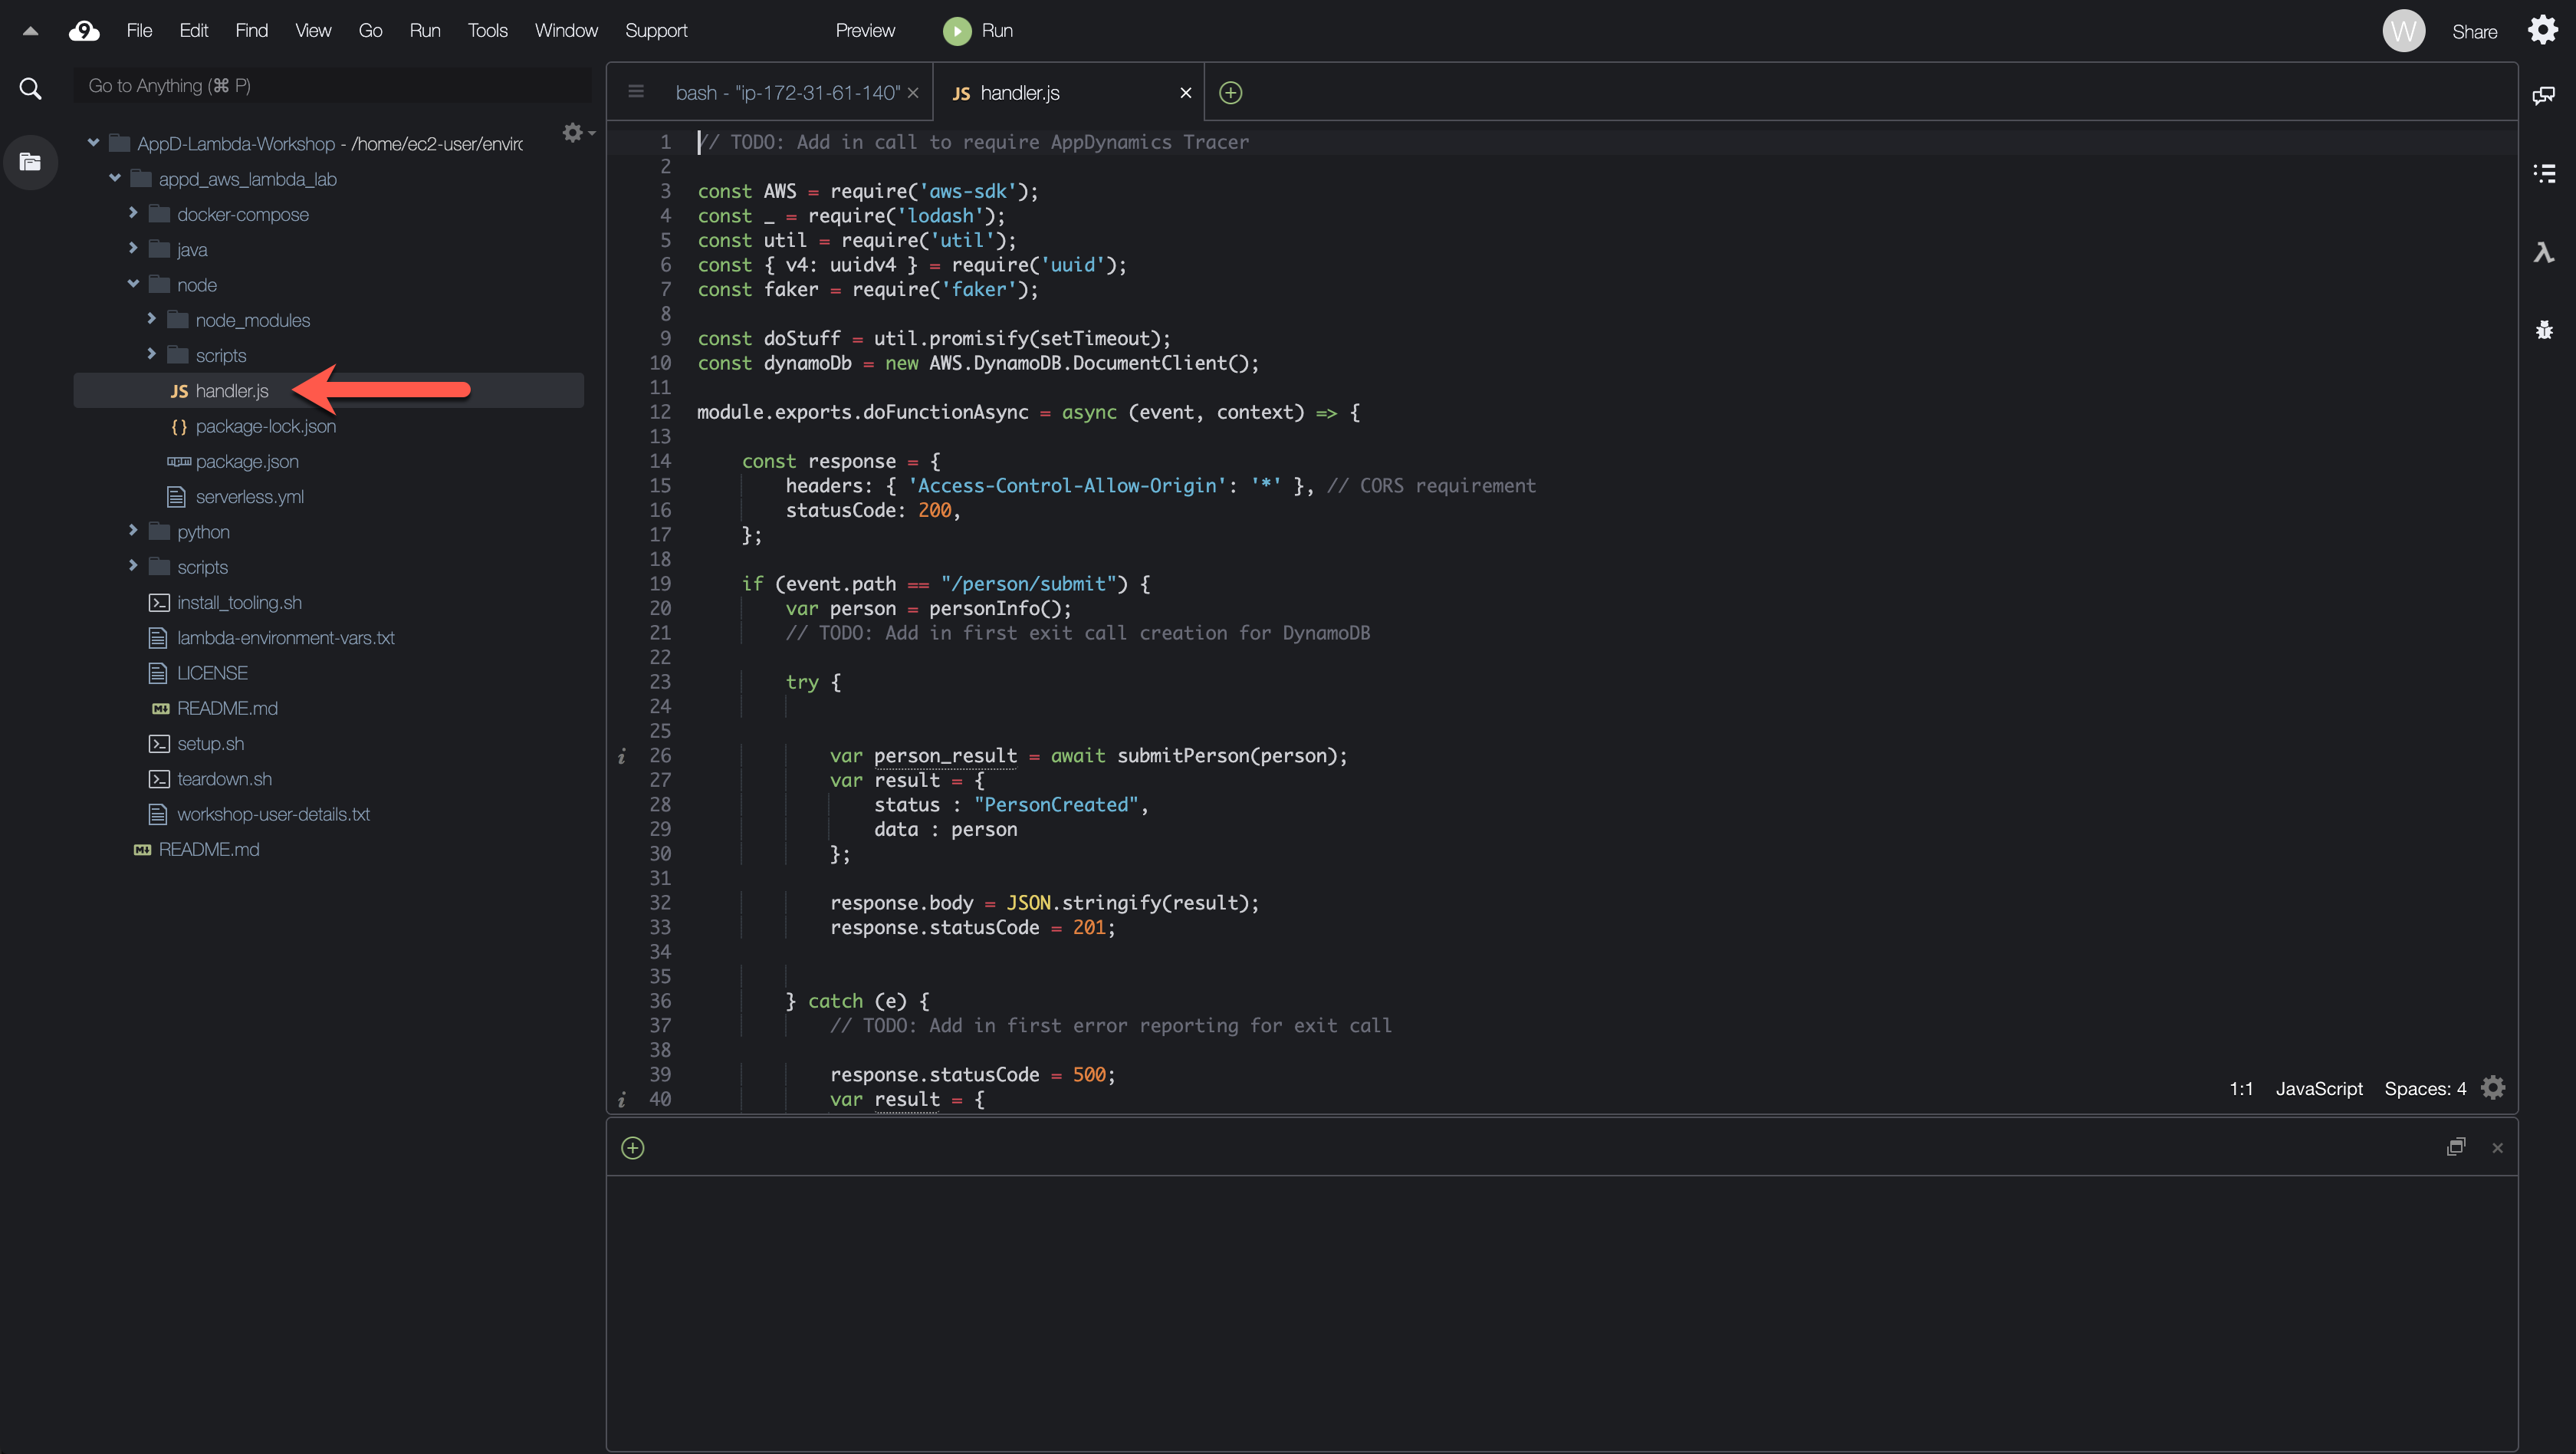 File Edit Find View Go Run Tools Window Support Preview Run W Share
Go to Anything (⌘ P)
AppD-Lambda-Workshop - /home/ec2-user/envir
appd_aws_lambda_lab
docker-compose
java
node
node_modules
scripts
JS handler.js
{} package-lock.json
package.json
serverless.yml
python
scripts
install_tooling.sh
lambda-environment-vars.txt
LICENSE
README.md
setup.sh
teardown.sh
workshop-user-details.txt
README.md
bash - "ip-172-31-61-140" × JS handler.js ×
1 // TODO: Add in call to require AppDynamics Tracer
2
3 const AWS = require('aws-sdk');
4 const _ = require('lodash');
5 const util = require('util');
6 const { v4: uuidv4 } = require('uuid');
7 const faker = require('faker');
8
9 const doStuff = util.promisify(setTimeout);
10 const dynamoDb = new AWS.DynamoDB.DocumentClient();
11
12 module.exports.doFunctionAsync = async (event, context) => {
13
14 const response = {
15 headers: { 'Access-Control-Allow-Origin': '*' }, // CORS requirement
16 statusCode: 200,
17 };
18
19 if (event.path == "/person/submit") {
20 var person = personInfo();
21 // TODO: Add in first exit call creation for DynamoDB
22
23 try {
24
25
26 var person_result = await submitPerson(person);
27 var result = {
28 status : "PersonCreated",
29 data : person
30 };
31
32 response.body = JSON.stringify(result);
33 response.statusCode = 201;
34
35
36 } catch (e) {
37 // TODO: Add in first error reporting for exit call
38
39 response.statusCode = 500;
40 var result = {
1:1 JavaScript Spaces: 4